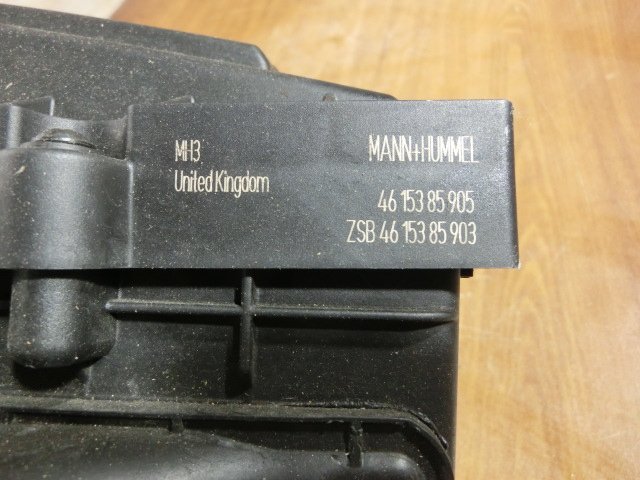 MH3
United Kingdom
MANN+HUMMEL
46 153 85 905
ZSB 46 153 85 903